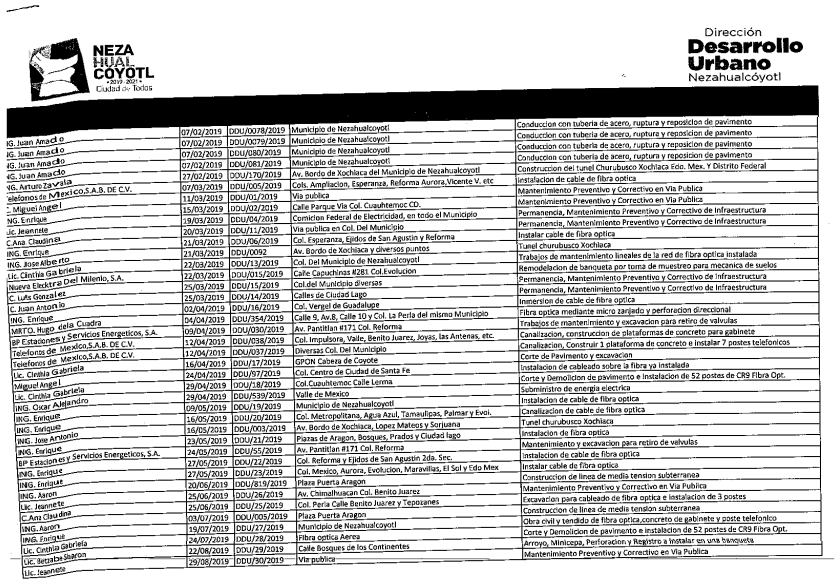 NEZA
HUAL
CÓYOTL
• 2019 - 2021 •
Ciudad de Todos
Dirección
Desarrollo
Urbano
Nezahualcóyotl
NG. Juan Amacio 07/02/2019 DDU/0078/2019 Municipio de Nezahualcoyotl Conduccion con tuberia de acero, ruptura y reposicion de pavimento
NG. Juan Amacio 07/02/2019 DDU/0079/2019 Municipio de Nezahualcoyotl Conduccion con tuberia de acero, ruptura y reposicion de pavimento
NG. Juan Amacio 07/02/2019 DDU/080/2019 Municipio de Nezahualcoyotl Conduccion con tuberia de acero, ruptura y reposicion de pavimento
NG. Juan Amacio 07/02/2019 DDU/081/2019 Municipio de Nezahualcoyotl Conduccion con tuberia de acero, ruptura y reposicion de pavimento
NG. Arturo Zavala 27/02/2019 DDU/170/2019 Av. Bordo de Xochiaca del Municipio de Nezahualcoyotl Construccion del tunel Churubusco Xochiaca Edo. Mex. Y Distrito Federal
Telefonos de Mexico,S.A.B. DE C.V. 07/03/2019 DDU/005/2019 Cols. Ampliacion, Esperanza, Reforma Aurora,Vicente V. etc instalacion de cable de fibra optica
C. Miguel Angel 11/03/2019 DDU/01/2019 Via publica Mantenimiento Preventivo y Correctivo en Via Publica
ING. Enrique 15/03/2019 DDU/02/2019 Calle Parque Via Col. Cuauhtemoc CD. Mantenimiento Preventivo y Correctivo en Via Publica
Lic. Jeannete 19/03/2019 DDU/04/2019 Comicion Federal de Electricidad, en todo el Municipio Permanencia, Mantenimiento Preventivo y Correctivo de Infraestructura
C.Ana Claudina 20/03/2019 DDU/11/2019 Via publica en Col. Del Municipio Permanencia, Mantenimiento Preventivo y Correctivo de Infraestructura
ING. Enrique 21/03/2019 DDU/06/2019 Col. Esperanza, Ejidos de San Agustin y Reforma Instalar cable de fibra optica
ING. Jose Alberto 21/03/2019 DDU/0092 Av. Bordo de Xochiaca y diversos puntos Tunel churubusco Xochiaca
Lic. Cinthia Gabriela 22/03/2019 DDU/13/2019 Col. Del Municipio de Nezahualcoyotl Trabajos de mantenimiento lineales de la red de fibra optica instalada
Nueva Elecktra Del Milenio, S.A. 22/03/2019 DDU/015/2019 Calle Capuchinas #281 Col.Evolucion Remodelacion de banqueta por toma de muestreo para mecanica de suelos
C. Luis Gonzalez 25/03/2019 DDU/15/2019 Col.del Municipio diversas Permanencia, Mantenimiento Preventivo y Correctivo de Infraestructura
C. Juan Antonio 25/03/2019 DDU/14/2019 Calles de Ciudad Lago Permanencia, Mantenimiento Preventivo y Correctivo de Infraestructura
ING. Enrique 02/04/2019 DDU/16/2019 Col. Vergel de Guadalupe Inmersion de cable de fibra optica
MRTO. Hugo dela Cuadra 04/04/2019 DDU/354/2019 Calle 9, Av.8, Calle 10 y Col. La Perla del mismo Municipio Fibra optica mediante micro zanjado y perforacion direccional
BP Estaciones y Servicios Energeticos, S.A. 09/04/2019 DDU/030/2019 Av. Pantitlan #171 Col. Reforma Trabajos de mantenimiento y excavacion para retiro de valvulas
Telefonos de Mexico,S.A.B. DE C.V. 12/04/2019 DDU/038/2019 Col. Impulsora, Valle, Benito Juarez, Joyas, las Antenas, etc. Canalizacion, construccion de plataformas de concreto para gabinete
Telefonos de Mexico,S.A.B. DE C.V. 12/04/2019 DDU/037/2019 Diversas Col. Del Municipio Canalizacion, Construir 1 plataforma de concreto e instalar 7 postes telefonicos
Lic. Cinthia Gabriela 16/04/2019 DDU/17/2019 GPON Cabeza de Coyote Corte de Pavimento y excavacion
Miguel Angel 24/04/2019 DDU/97/2019 Col. Centro de Ciudad de Santa Fe Instalacion de cableado sobre la fibra ya instalada
Lic. Cinthia Gabriela 29/04/2019 DDU/18/2019 Col.Cuauhtemoc Calle Lerma Corte y Demolicion de pavimento e instalacion de 52 postes de CR9 Fibra Opt.
ING. Oscar Alejandro 29/04/2019 DDU/539/2019 Valle de Mexico Subministro de energia electrica
ING. Enrique 09/05/2019 DDU/19/2019 Municipio de Nezahualcoyotl Instalacion de cable de fibra optica
ING. Jose Antonio 16/05/2019 DDU/20/2019 Col. Metropolitana, Agua Azul, Tamaulipas, Palmar y Evol. Canalizacion de cable de fibra optica
ING. Enrique 16/05/2019 DDU/003/2019 Av. Bordo de Xochiaca, Lopez Mateos y Sorjuana Tunel churubusco Xochiaca
BP Estaciones y Servicios Energeticos, S.A. 23/05/2019 DDU/21/2019 Plazas de Aragon, Bosques, Prados y Ciudad lago Instalacion de fibra optica
ING. Enrique 24/05/2019 DDU/55/2019 Av. Pantitlan #171 Col. Reforma Mantenimiento y excavacion para retiro de valvulas
ING. Enrique 27/05/2019 DDU/22/2019 Col. Reforma y Ejidos de San Agustin 2da. Sec. Instalacion de fibra optica
ING. Aaron 27/05/2019 DDU/23/2019 Col. Mexico, Aurora, Evolucion, Maravillas, El Sol y Edo Mex Instalar cable de fibra optica
Lic. Jeannete 20/06/2019 DDU/819/2019 Plaza Puerta Aragón Construccion de linea de media tension subterranea
C.Ana Claudina 25/06/2019 DDU/26/2019 Av. Chimalhuacan Col. Benito Juarez Mantenimiento Preventivo y Correctivo en Via Publica
ING. Aaron 25/06/2019 DDU/25/2019 Col. Perla Calle Benito Juarez y Tepozanes Excavacion para cableado de fibra optica e instalacion de 3 postes
ING. Enrique 03/07/2019 DDU/005/2019 Plaza Puerta Aragon Construccion de linea de media tension subterranea
Lic. Cinthia Gabriela 19/07/2019 DDU/27/2019 Municipio de Nezahualcoyotl Obra civil y tendido de fibra optica,concreto de gabinete y poste telefonico
Lic. Betzabe Sharon 24/07/2019 DDU/28/2019 Fibra optica Aerea Corte y Demolicion de pavimento e instalacion de 52 postes de CR9 Fibra Opt.
Lic. Jeannete 22/08/2019 DDU/29/2019 Calle Bosques de los Continentes Arroyo, Minicepa, Perforacion y Registro a instalar en una banqueta
29/08/2019 DDU/30/2019 Via publica Mantenimiento Preventivo y Correctivo en Via Publica